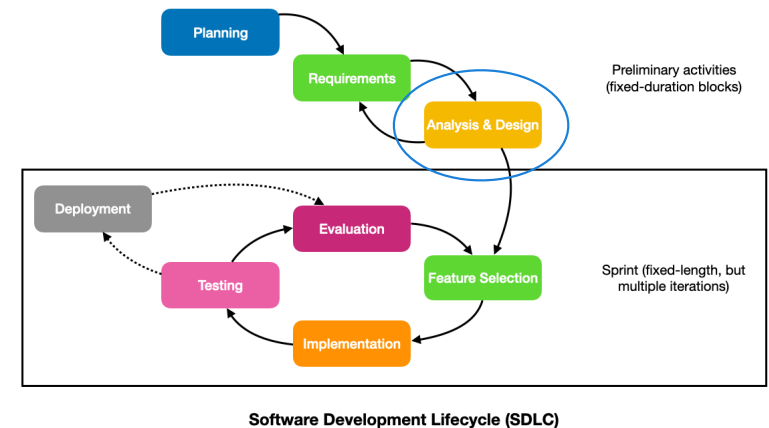 Planning
Requirements
Preliminary activities
(fixed-duration blocks)
Analysis & Design
Deployment
Evaluation
Testing
Feature Selection
Sprint (fixed-length, but
multiple iterations)
Implementation
Software Development Lifecycle (SDLC)